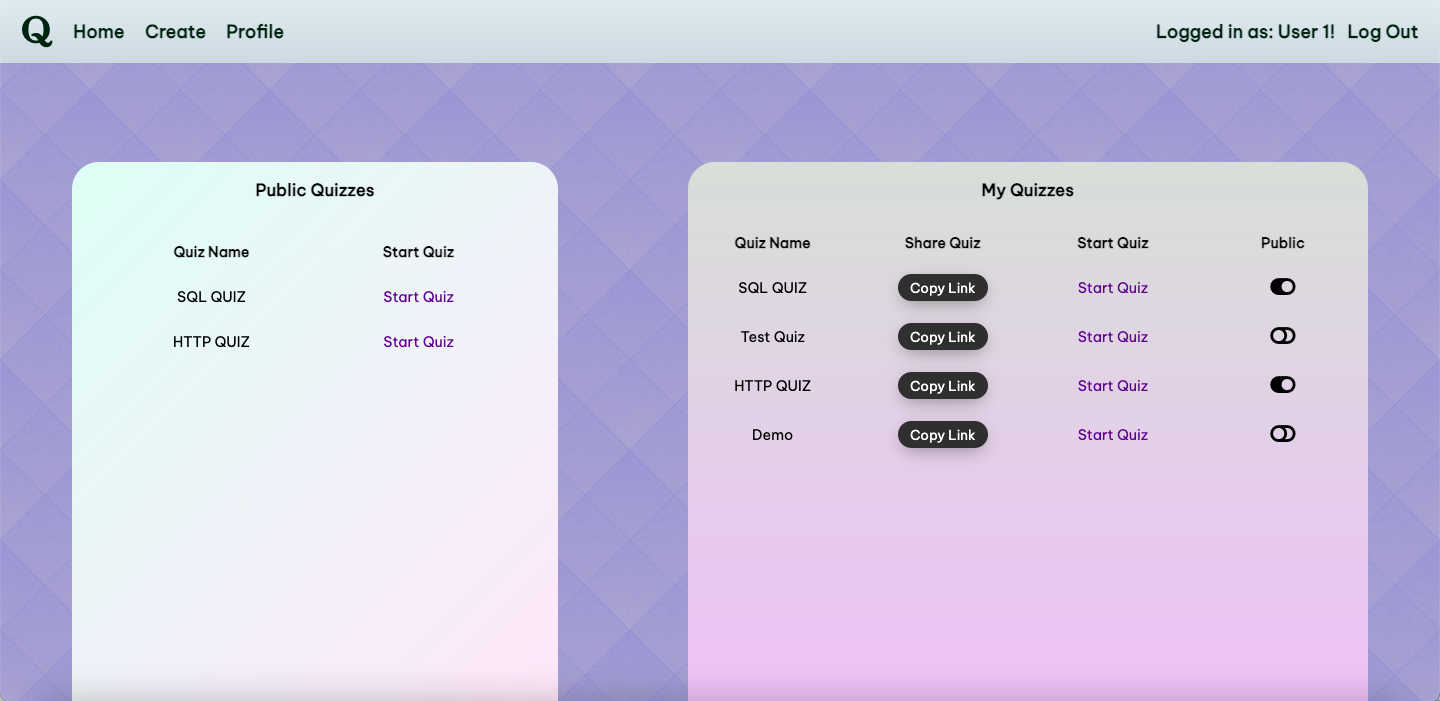 Q Home Create Profile Logged in as: User 1! Log Out
Public Quizzes
Quiz Name Start Quiz
SQL QUIZ Start Quiz
HTTP QUIZ Start Quiz
My Quizzes
Quiz Name Share Quiz Start Quiz Public
SQL QUIZ Copy Link Start Quiz
Test Quiz Copy Link Start Quiz
HTTP QUIZ Copy Link Start Quiz
Demo Copy Link Start Quiz